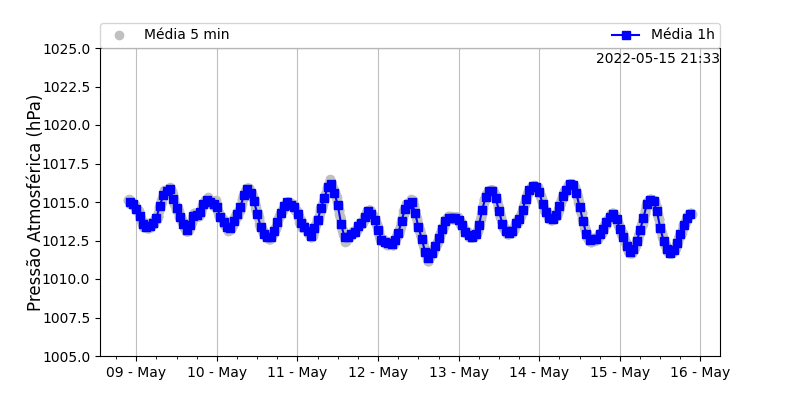 Média 5 min
Média 1h
2022-05-15 21:33
Pressão Atmosférica (hPa)
1025.0
1022.5
1020.0
1017.5
1015.0
1012.5
1010.0
1007.5
1005.0
09 - May
10 - May
11 - May
12 - May
13 - May
14 - May
15 - May
16 - May